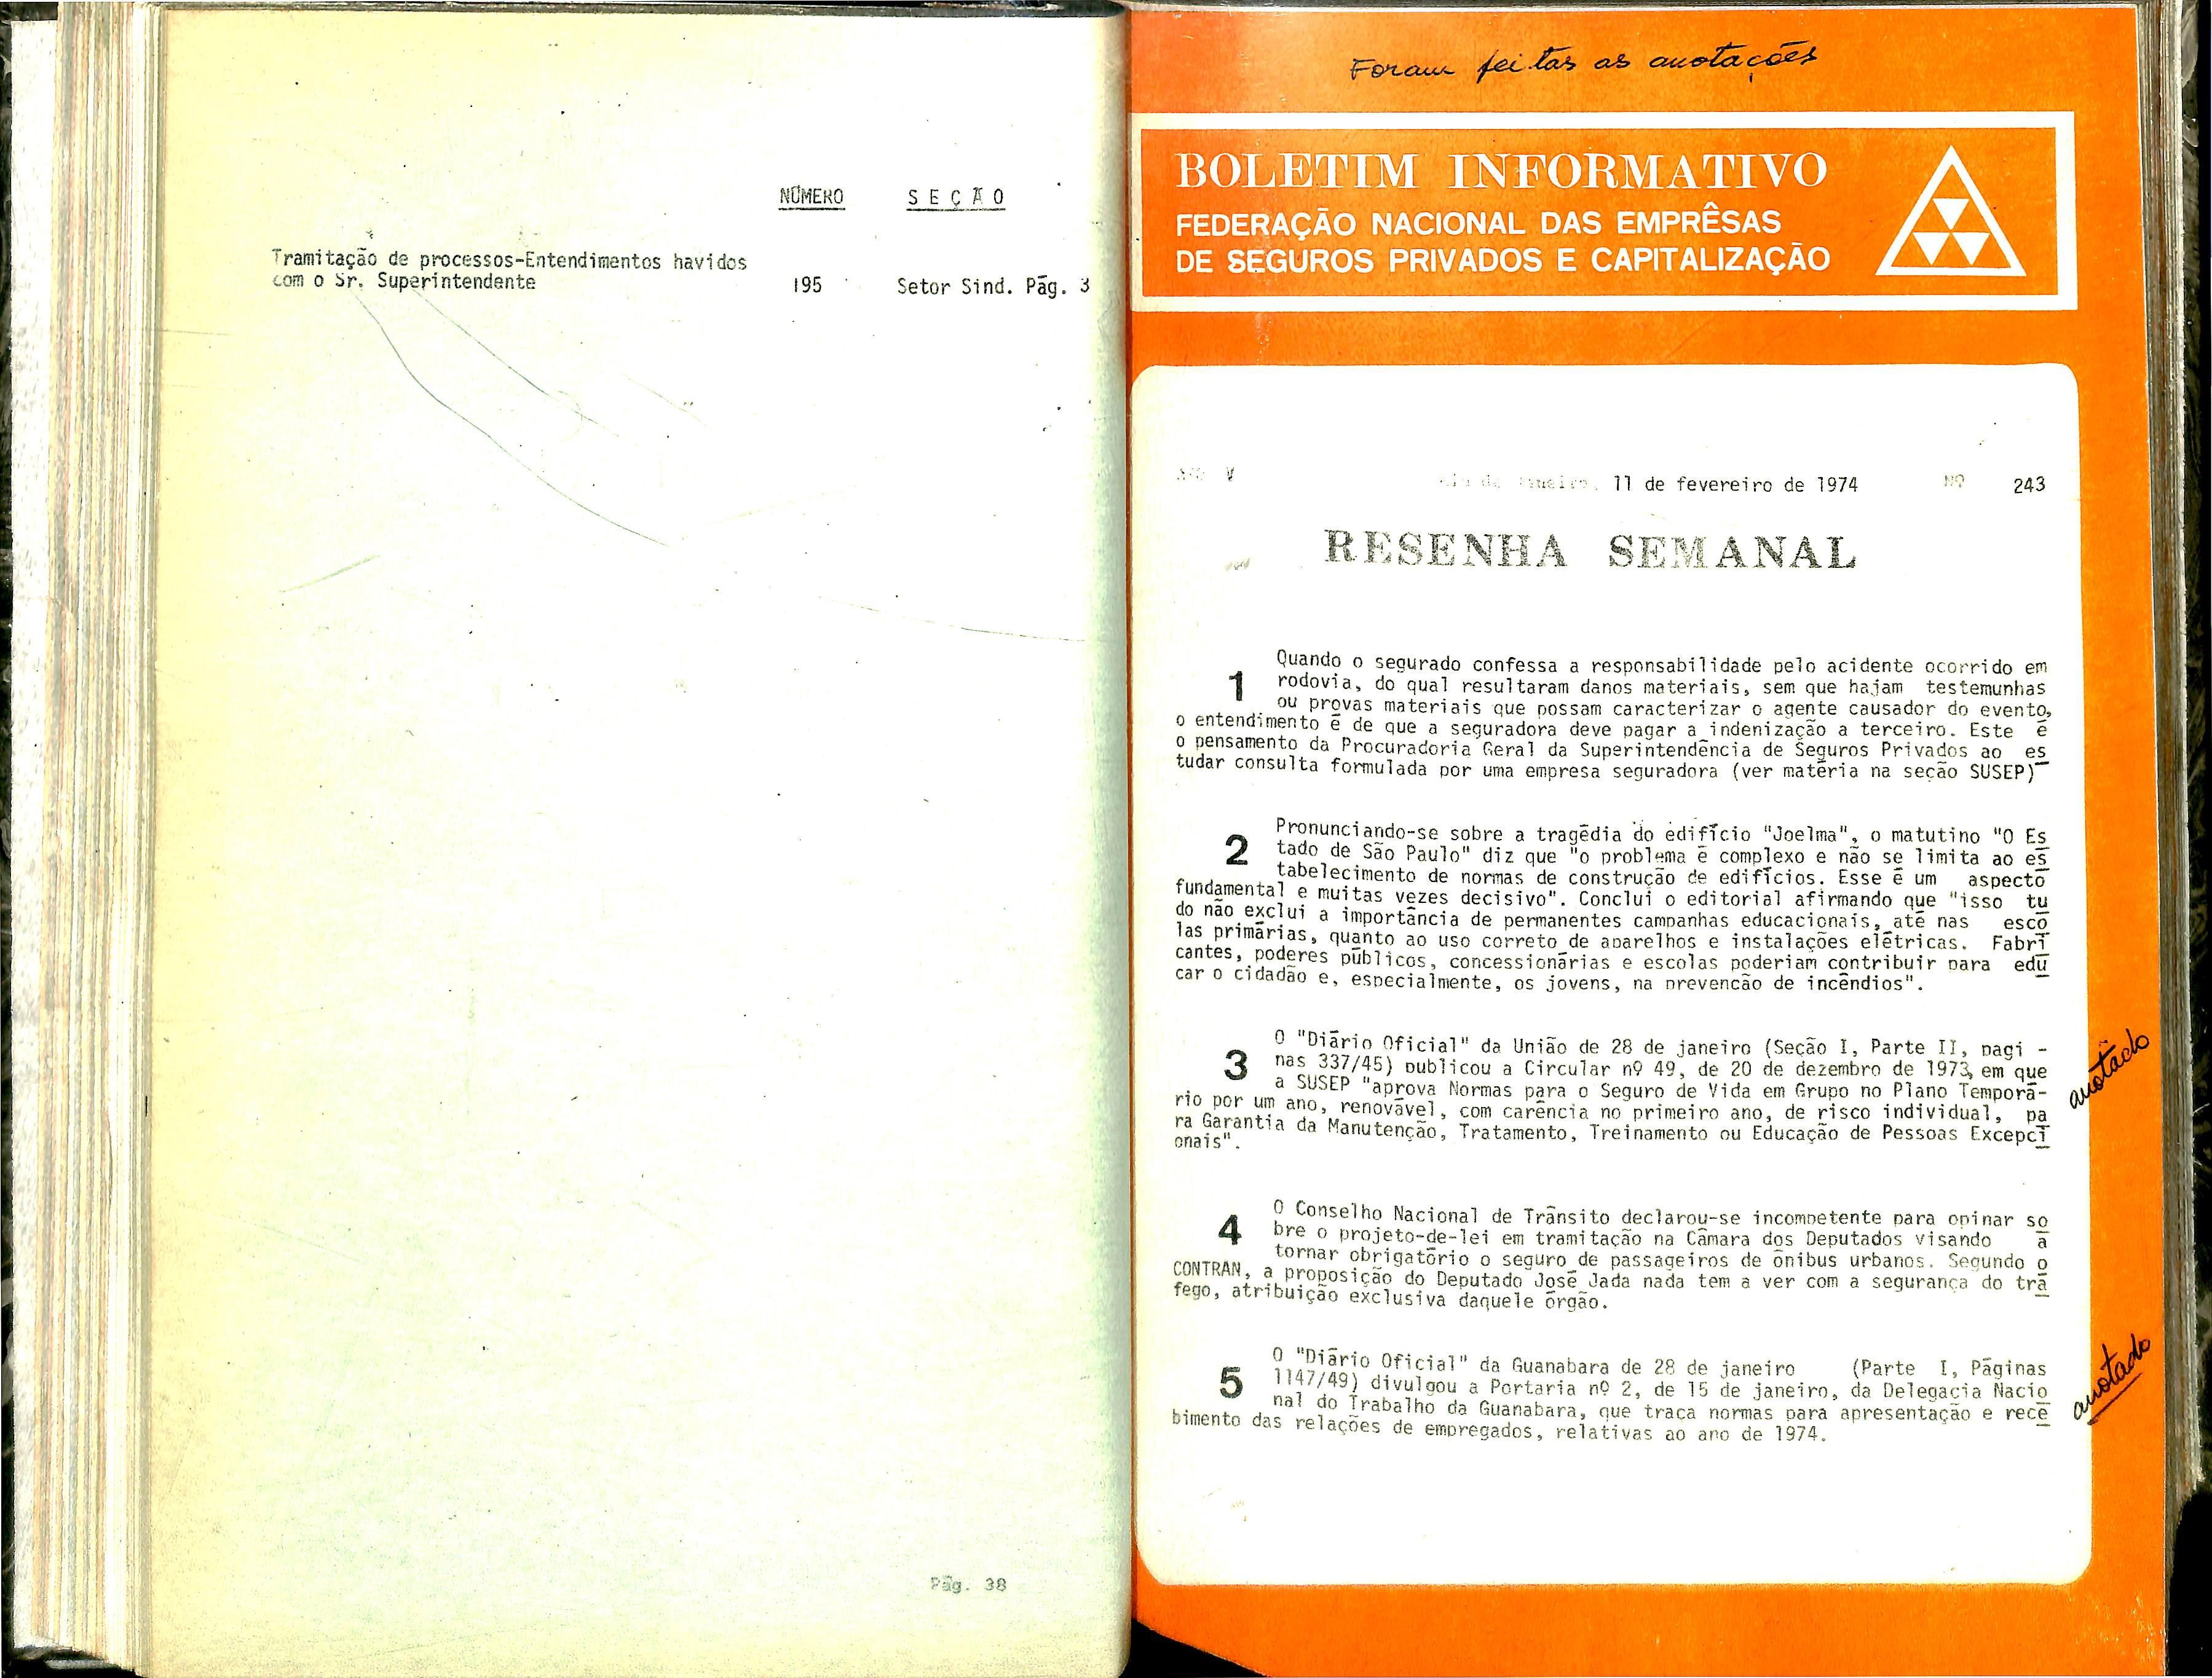 NÚMERO SEÇÃO
Tramitação de processos-Entendimentos havidos
com o Sr. Superintendente 195 Setor Sind. Pág. 3
Pág. 38
Foram feitas as anotações
BOLETIM INFORMATIVO
FEDERAÇÃO NACIONAL DAS EMPRÊSAS
DE SEGUROS PRIVADOS E CAPITALIZAÇÃO
ANO V Rio de Janeiro, 11 de fevereiro de 1974 Nº 243
RESENHA SEMANAL
1 Quando o segurado confessa a responsabilidade pelo acidente ocorrido em
rodovia, do qual resultaram danos materiais, sem que hajam testemunhas
ou provas materiais que possam caracterizar o agente causador do evento,
o entendimento é de que a seguradora deve pagar a indenização a terceiro. Este é
o pensamento da Procuradoria Geral da Superintendência de Seguros Privados ao es
tudar consulta formulada por uma empresa seguradora (ver matéria na seção SUSEP)
2 Pronunciando-se sobre a tragédia do edifício "Joelma", o matutino "O Es
tado de São Paulo" diz que "o problema é complexo e não se limita ao es
tabelecimento de normas de construção de edifícios. Esse é um aspecto
fundamental e muitas vezes decisivo". Conclui o editorial afirmando que "isso tu
do não exclui a importância de permanentes campanhas educacionais, até nas esco
las primárias, quanto ao uso correto de aparelhos e instalações elétricas. Fabri
cantes, poderes públicos, concessionárias e escolas poderiam contribuir para edu
car o cidadão e, especialmente, os jovens, na prevenção de incêndios".
3 O "Diário Oficial" da União de 28 de janeiro (Seção I, Parte II, pagi -
nas 337/45) publicou a Circular nº 49, de 20 de dezembro de 1973, em que
a SUSEP "aprova Normas para o Seguro de Vida em Grupo no Plano Temporá-
rio por um ano, renovável, com carência no primeiro ano, de risco individual, pa
ra Garantia da Manutenção, Tratamento, Treinamento ou Educação de Pessoas Excepci
onais".
anotado
4 O Conselho Nacional de Trânsito declarou-se incompetente para opinar so
bre o projeto-de-lei em tramitação na Câmara dos Deputados visando a
tornar obrigatório o seguro de passageiros de ônibus urbanos. Segundo o
CONTRAN, a proposição do Deputado José Jada nada tem a ver com a segurança do trá
fego, atribuição exclusiva daquele órgão.
5 O "Diário Oficial" da Guanabara de 28 de janeiro (Parte I, Páginas
1147/49) divulgou a Portaria nº 2, de 15 de janeiro, da Delegacia Nacio
nal do Trabalho da Guanabara, que traça normas para apresentação e rece
bimento das relações de empregados, relativas ao ano de 1974.
anotado